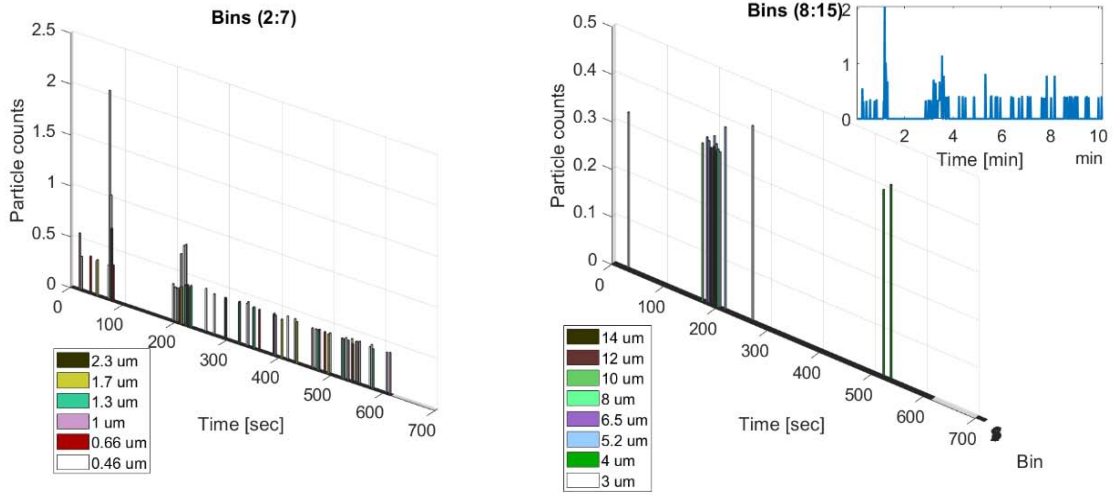 Bins (2:7)
2.5
2
1.5
1
0.5
0
Particle counts
0
100
200
300
400
500
600
700
Time [sec]
2.3 um
1.7 um
1.3 um
1 um
0.66 um
0.46 um
Bins (8:15)
0.5
0.4
0.3
0.2
0.1
0
Particle counts
0
100
200
300
400
500
600
700
Time [sec]
Bin
14 um
12 um
10 um
8 um
6.5 um
5.2 um
4 um
3 um
2
1
0
2
4
6
8
10
Time [min]
min